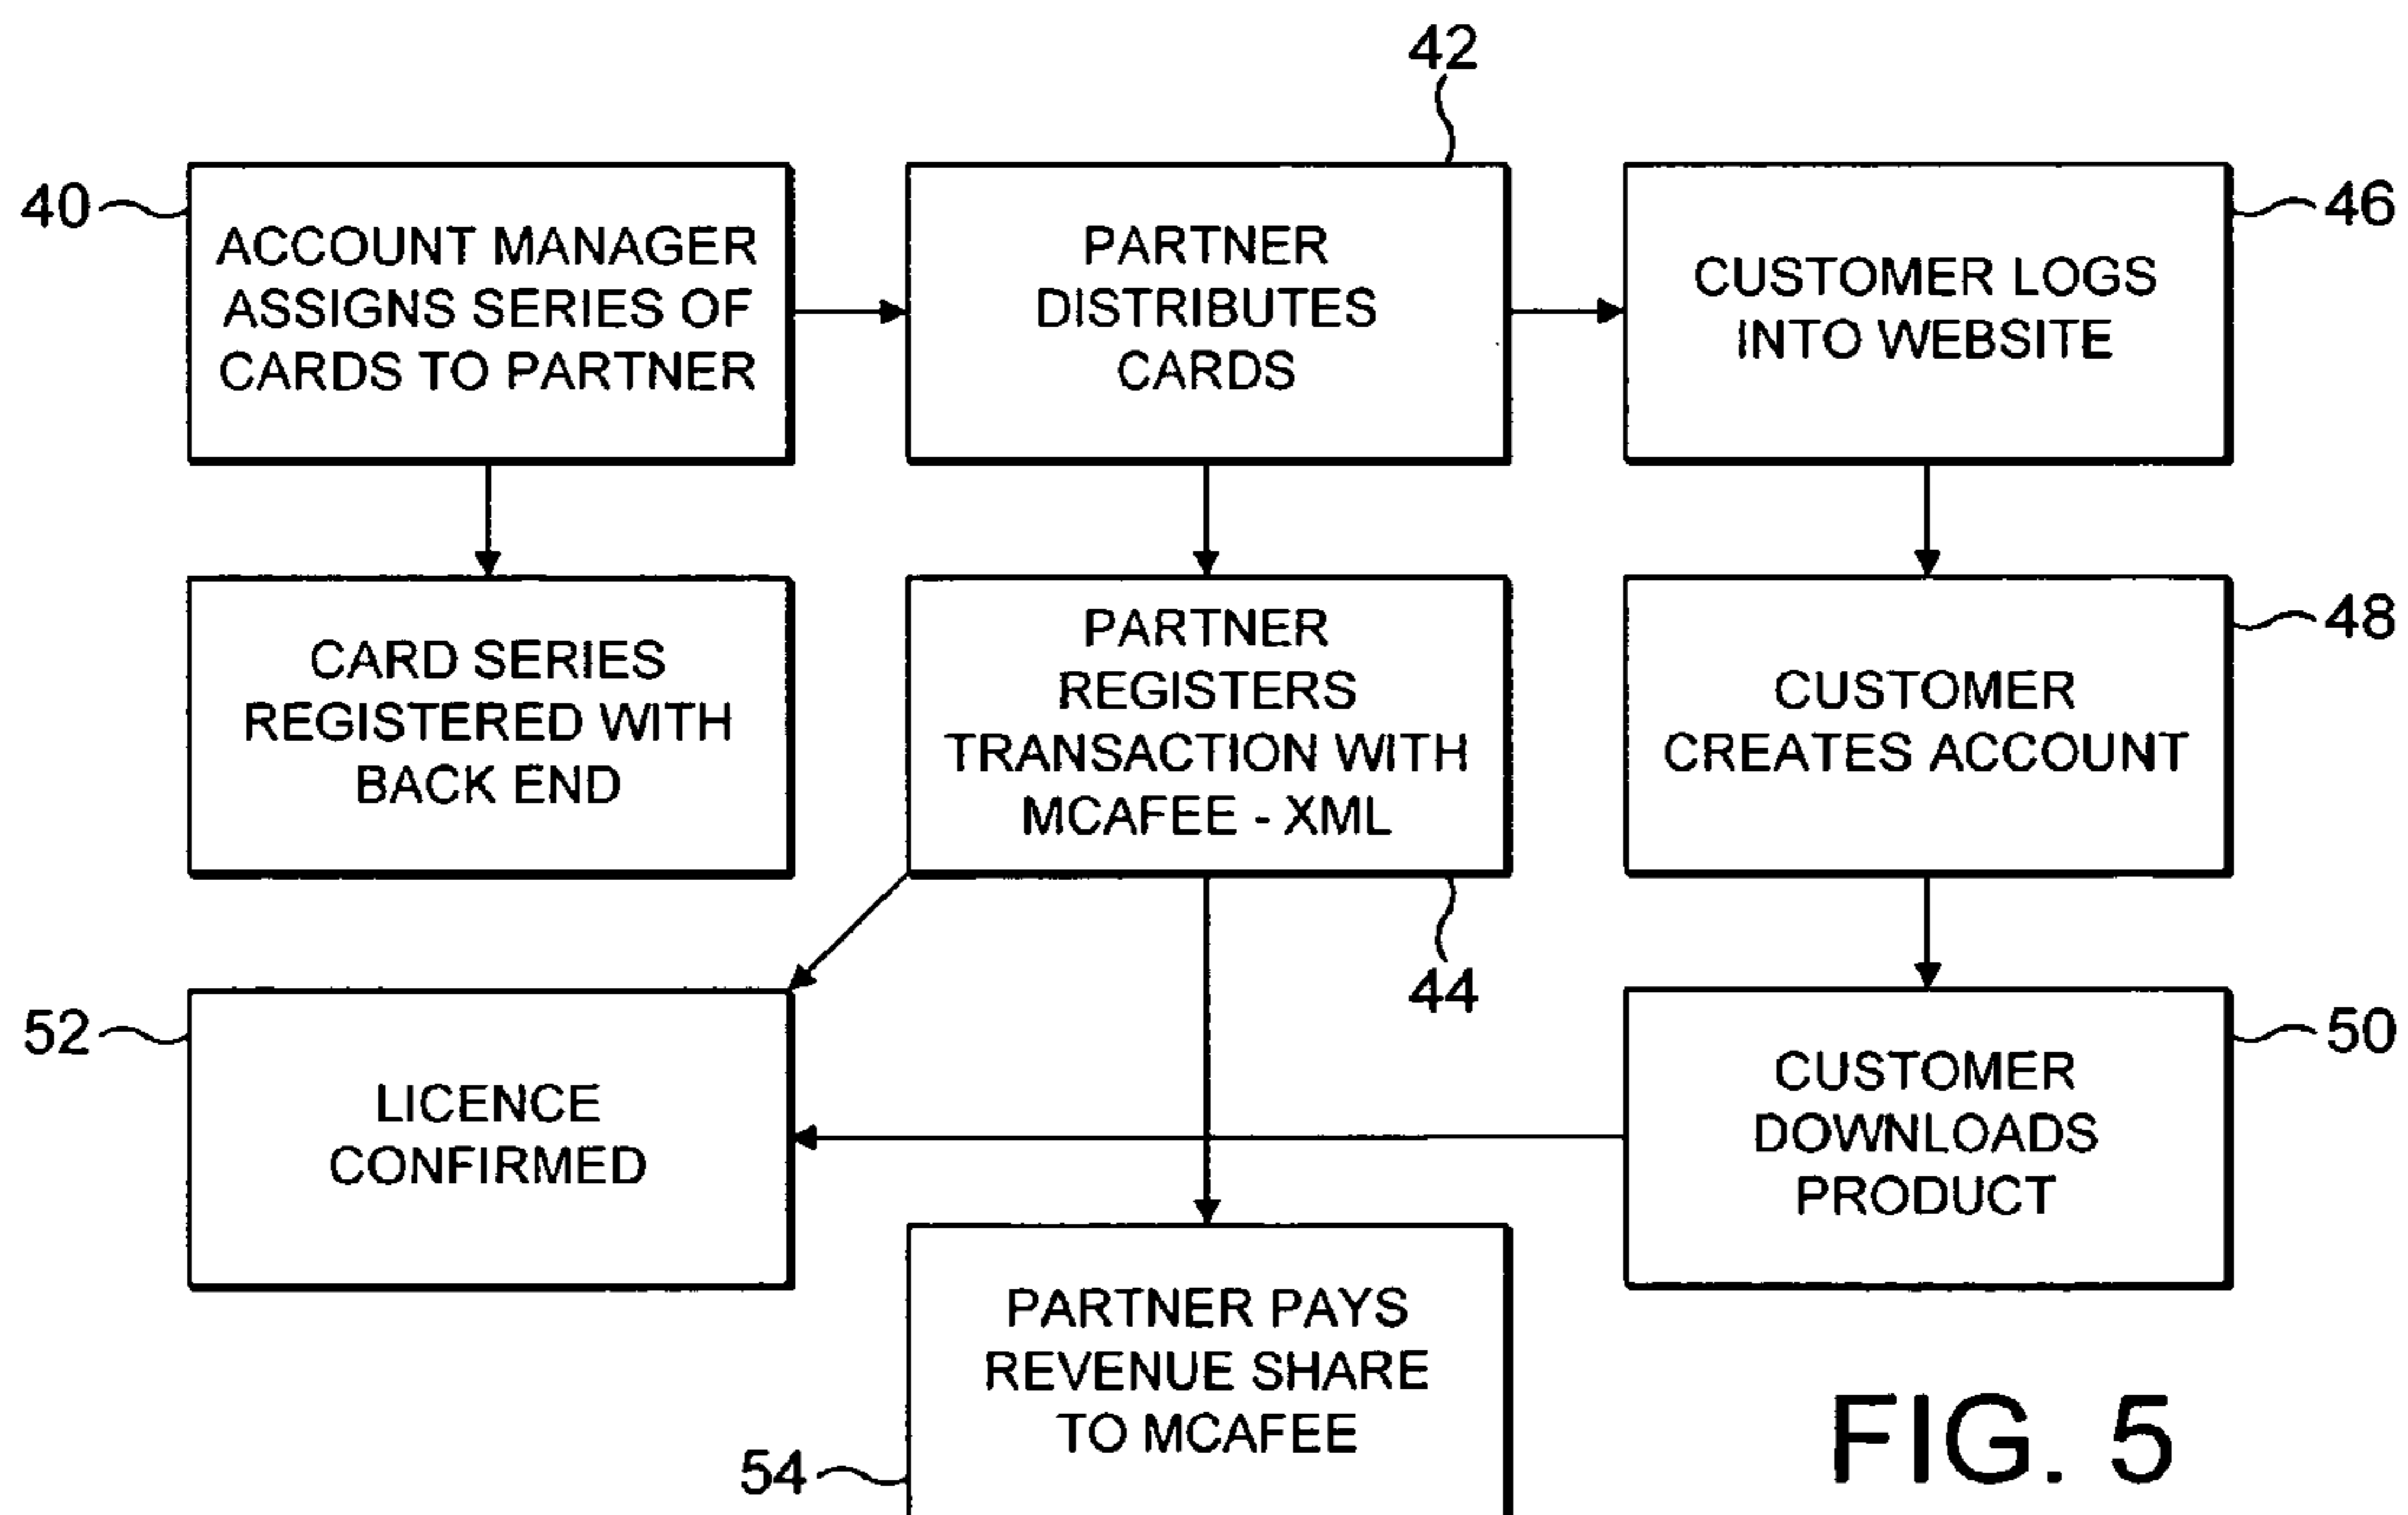 42
40
ACCOUNT MANAGER
ASSIGNS SERIES OF
CARDS TO PARTNER
PARTNER
DISTRIBUTES
CARDS
46
CUSTOMER LOGS
INTO WEBSITE
CARD SERIES
REGISTERED WITH
BACK END
PARTNER
REGISTERS
TRANSACTION WITH
MCAFEE - XML
44
48
CUSTOMER
CREATES ACCOUNT
52
LICENCE
CONFIRMED
50
CUSTOMER
DOWNLOADS
PRODUCT
54
PARTNER PAYS
REVENUE SHARE
TO MCAFEE
FIG. 5